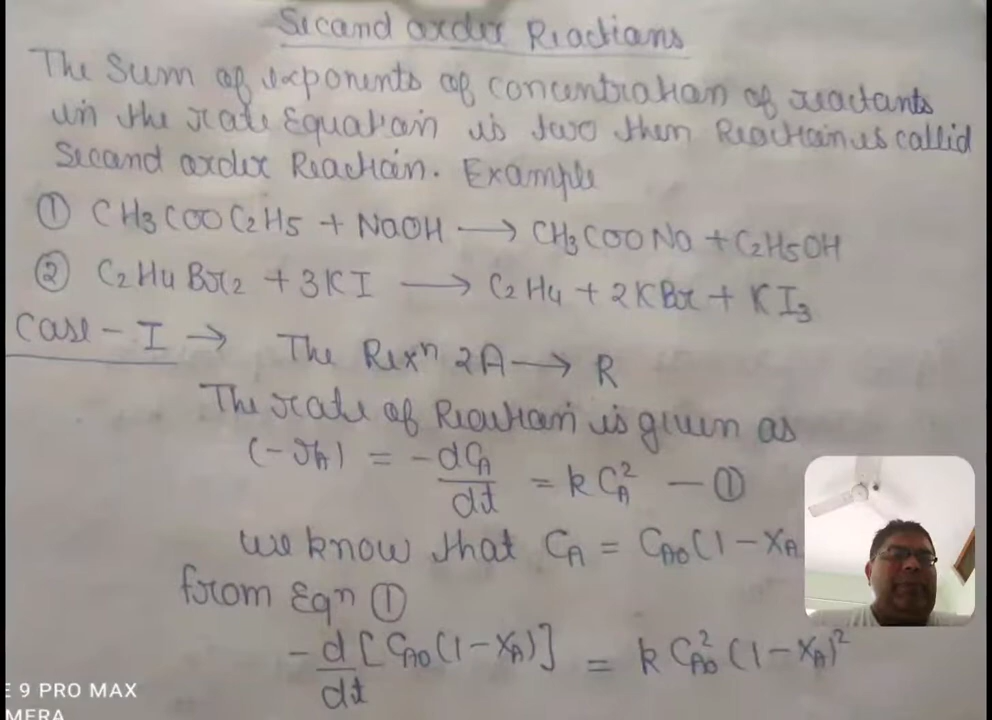 Second order Reactions
The Sum of exponents of concentration of reactants
in the rate Equation is two then Reaction is called
Second order Reaction. Example
① CH3COOC2H5 + NaOH → CH3COONa + C2H5OH
② C2H4Br2 + 3KI → C2H4 + 2KBr + KI3
Case - I → The Rexⁿ 2A → R
The rate of Reaction is given as
(-rA) = -dCA/dt = kCA² - ①
we know that CA = CA0(1-XA
from Eqⁿ ①
-d/dt [CA0(1-XA)] = kCA0²(1-XA)²
E 9 PRO MAX
MERA